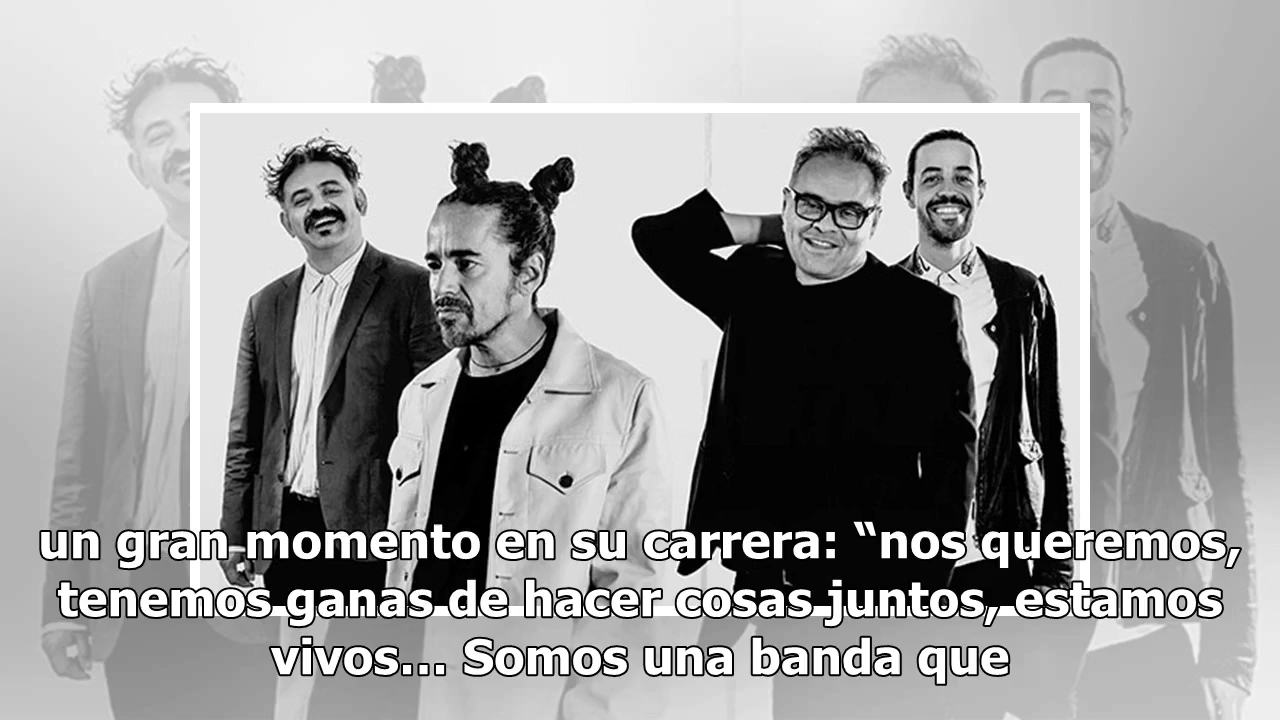 un gran momento en su carrera: “nos queremos,
tenemos ganas de hacer cosas juntos, estamos
vivos... Somos una banda que